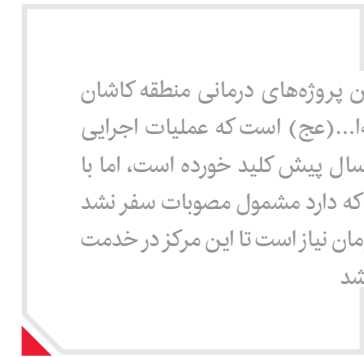 ن پروژه‌های درمانی منطقه کاشان
ا...(عج) است که عملیات اجرایی
سال پیش کلید خورده است، اما با
که دارد مشمول مصوبات سفر نشد
مان نیاز است تا این مرکز در خدمت
شد